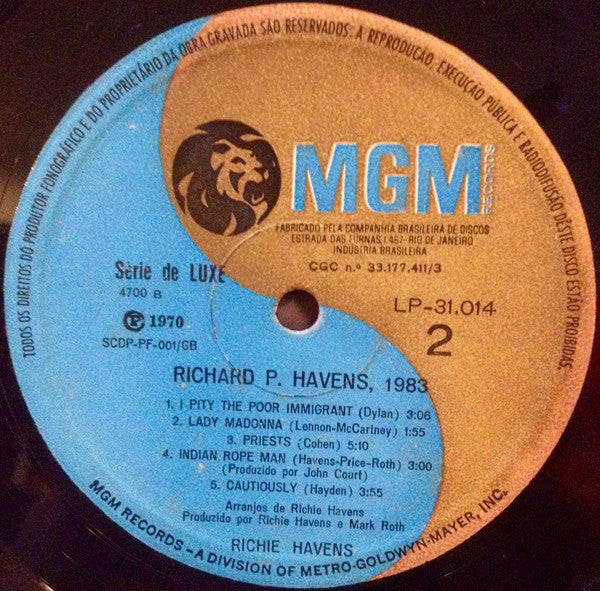 TODOS OS DIREITOS DO PRODUTOR FONOGRÁFICO E DO PROPRIETÁRIO DA OBRA GRAVADA SÃO RESERVADOS. A REPRODUÇÃO, EXECUÇÃO PÚBLICA E RADIODIFUSÃO DESTE DISCO ESTÃO PROIBIDAS.
MGM
RECORDS
FABRICADO PELA COMPANHIA BRASILEIRA DE DISCOS
ESTRADA DAS FURNAS 1.467-RIO DE JANEIRO
INDUSTRIA BRASILEIRA
CGC n.º 33.177.411/3
Série de LUXE
4700 B
Ⓟ 1970
SCDP-PF-001/GB
LP-31.014
2
RICHARD P. HAVENS, 1983
1. I PITY THE POOR IMMIGRANT (Dylan) 3:06
2. LADY MADONNA (Lennon-McCartney) 1:55
3. PRIESTS (Cohen) 5:10
4. INDIAN ROPE MAN (Havens-Price-Roth) 3:00
(Produzido por John Court)
5. CAUTIOUSLY (Hayden) 3:55
Arranjos de Richie Havens
Produzido por Richie Havens e Mark Roth
RICHIE HAVENS
MGM RECORDS – A DIVISION OF METRO-GOLDWYN-MAYER, INC.